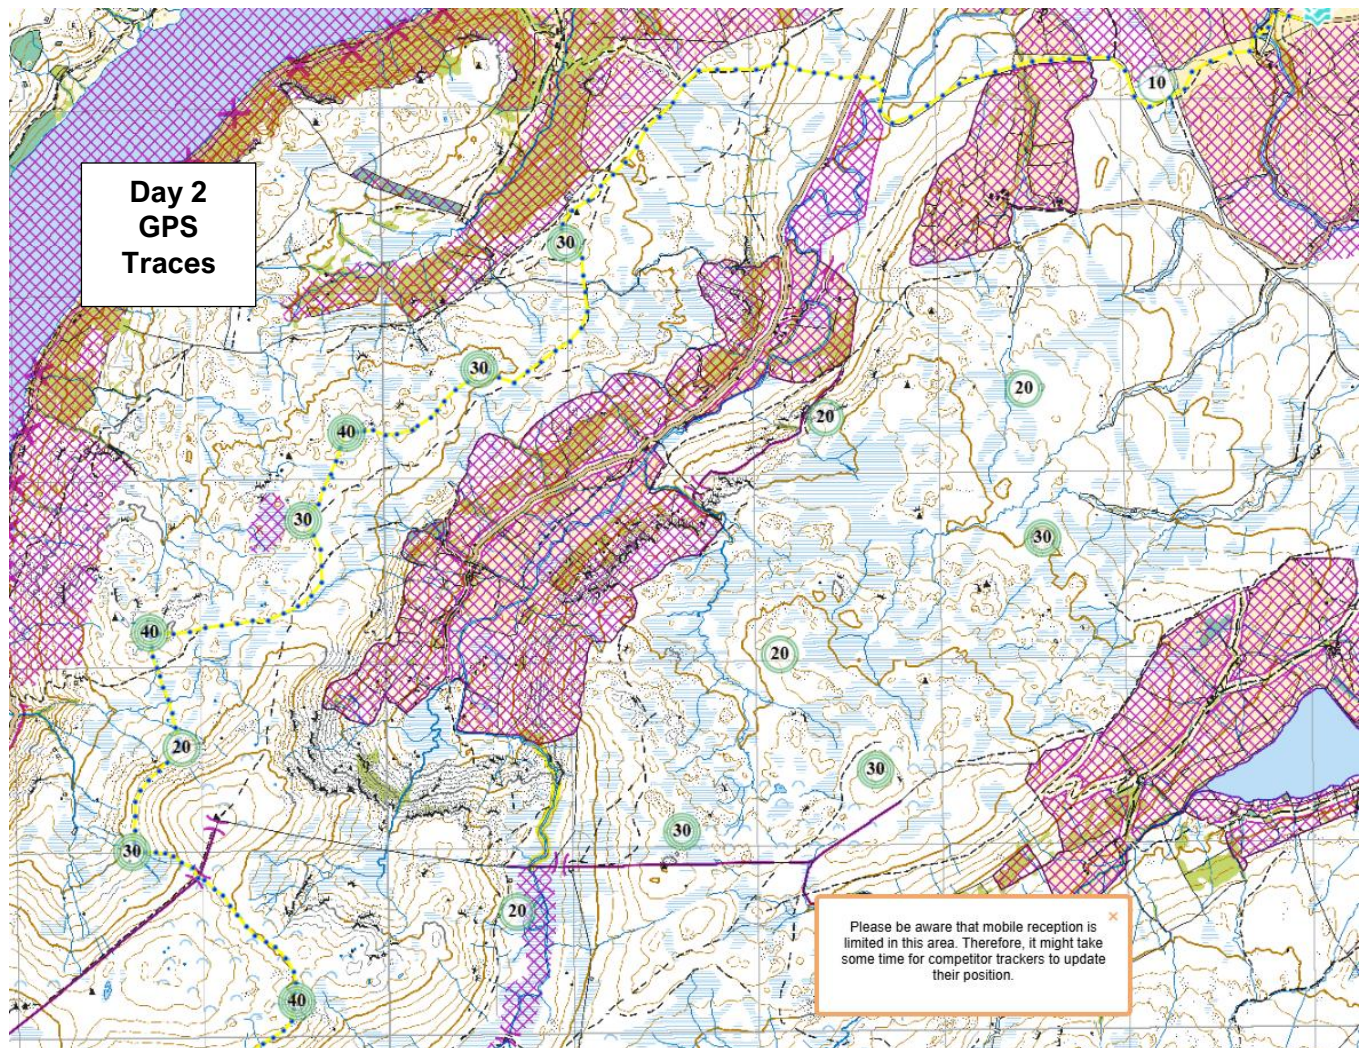 10
Day 2
GPS
Traces
30
30
20
20
40
30
30
40
20
20
30
30
30
20
40
Please be aware that mobile reception is
limited in this area. Therefore, it might take
some time for competitor trackers to update
their position.